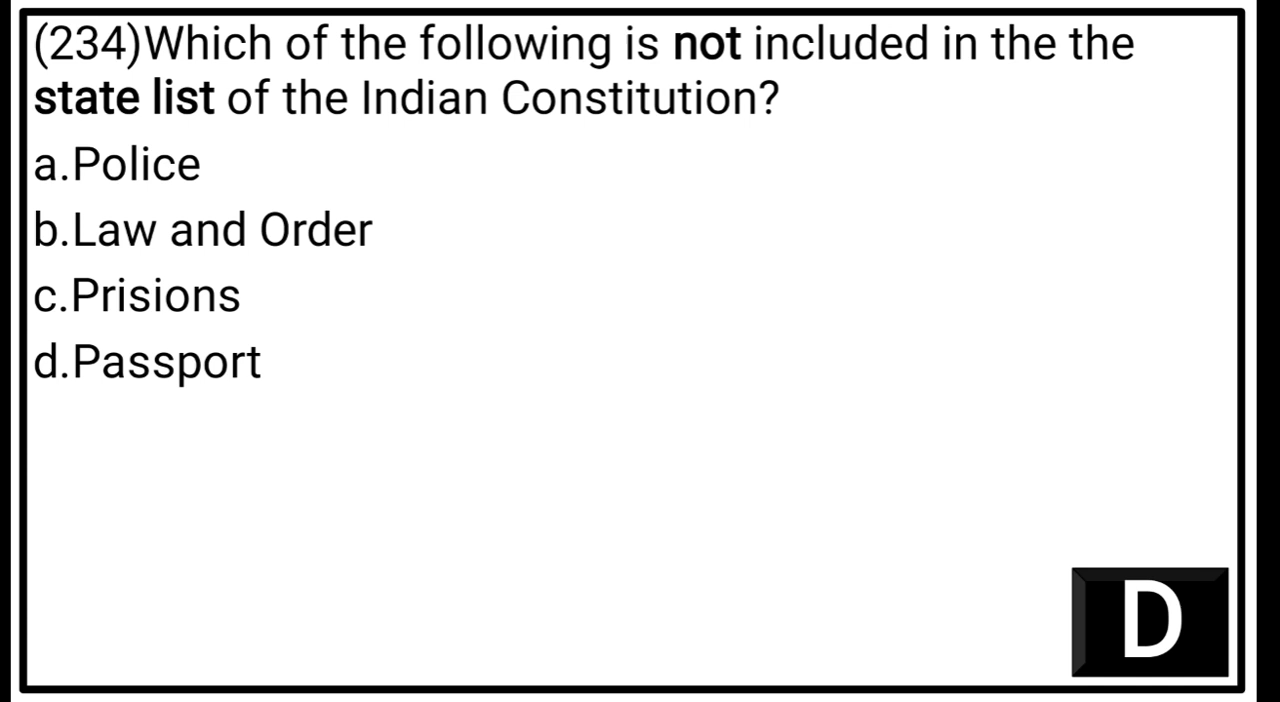 (234)Which of the following is not included in the the
state list of the Indian Constitution?
a.Police
b.Law and Order
c.Prisions
d.Passport
D